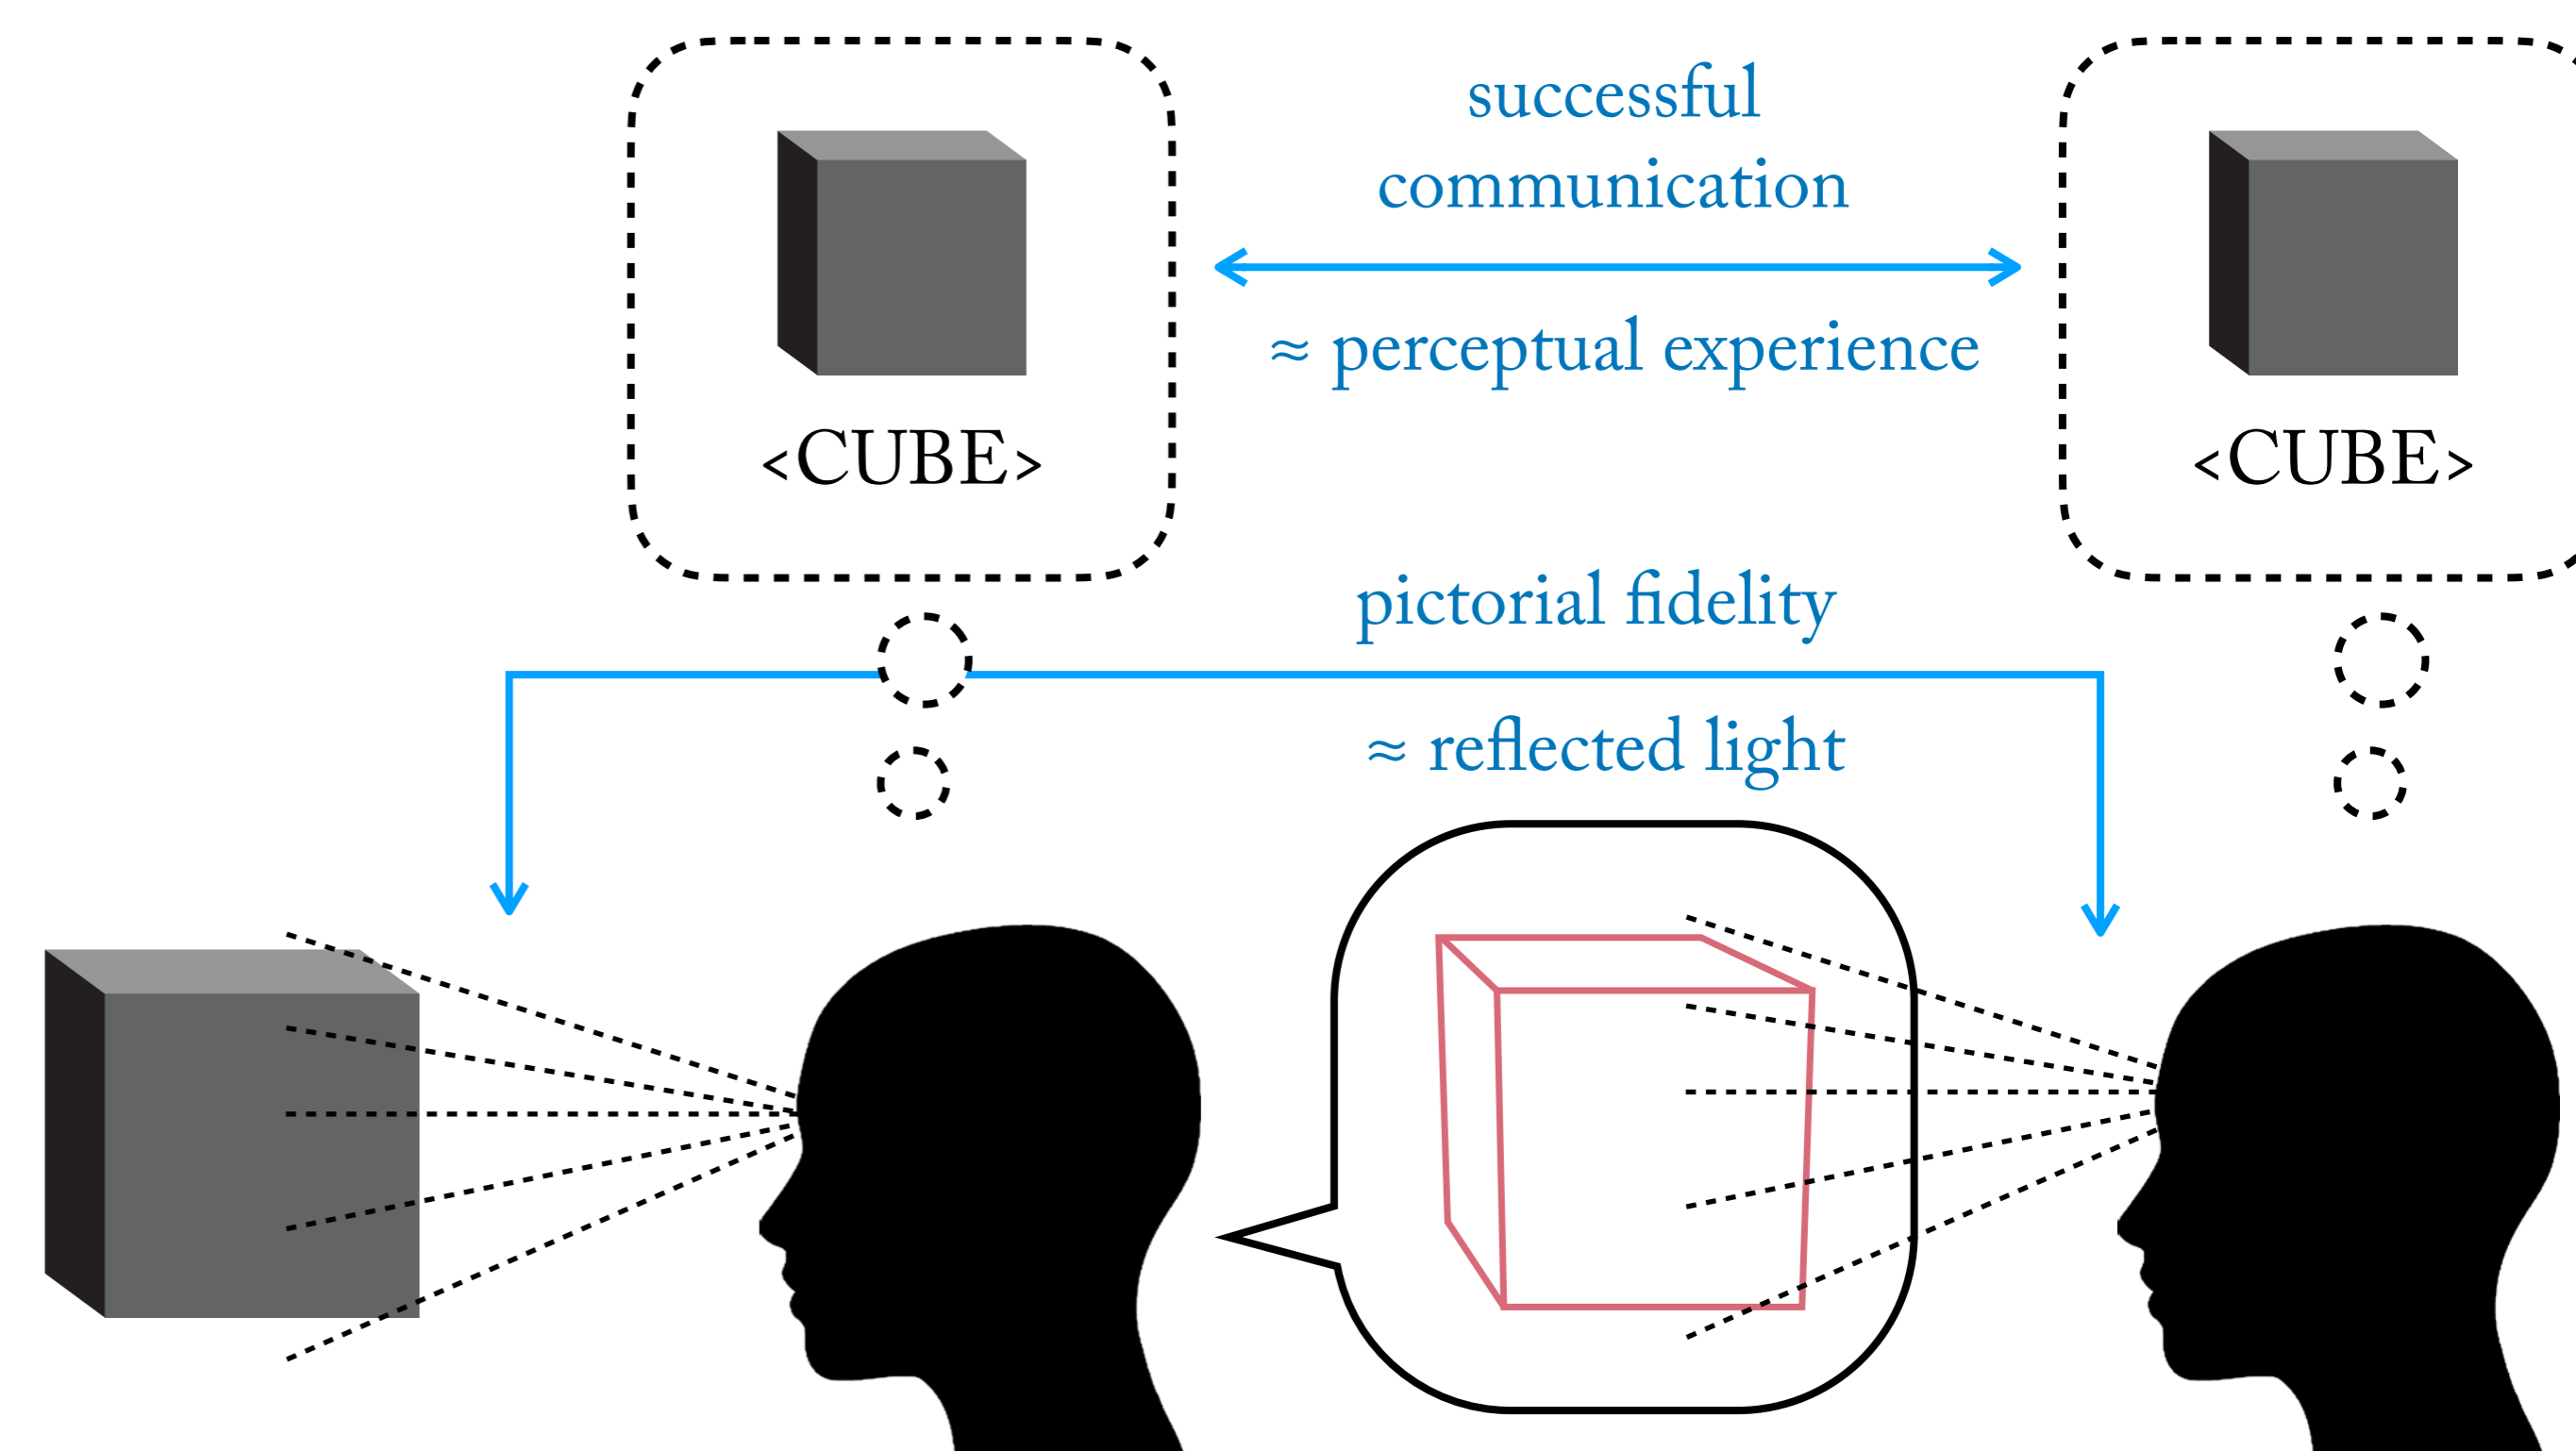 successful
communication
≈ perceptual experience
<CUBE>
<CUBE>
pictorial fidelity
≈ reflected light